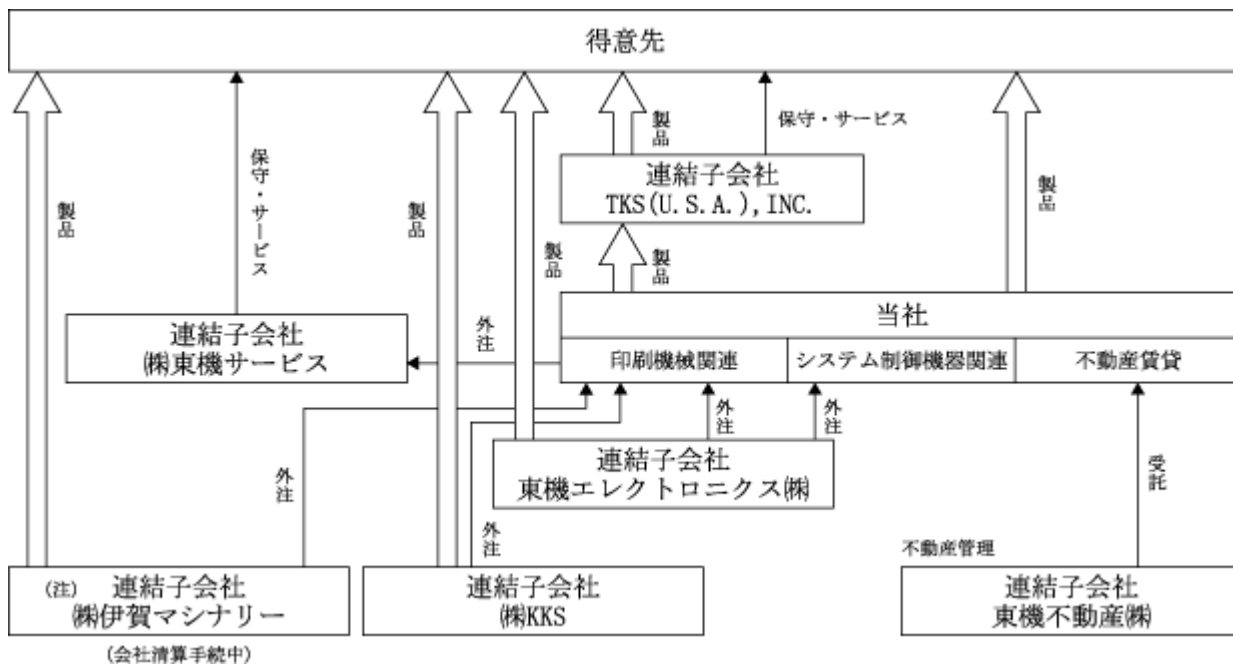 得意先
製品
保守・サービス
製品
製品
製品
保守・サービス
製品
連結子会社
TKS(U.S.A.),INC.
製品
連結子会社
㈱東機サービス
外注
当社
印刷機械関連
システム制御機器関連
不動産賃貸
外注
外注
外注
外注
連結子会社
東機エレクトロニクス㈱
受託
不動産管理
(注) 連結子会社
㈱伊賀マシナリー
(会社清算手続中)
連結子会社
㈱KKS
連結子会社
東機不動産㈱